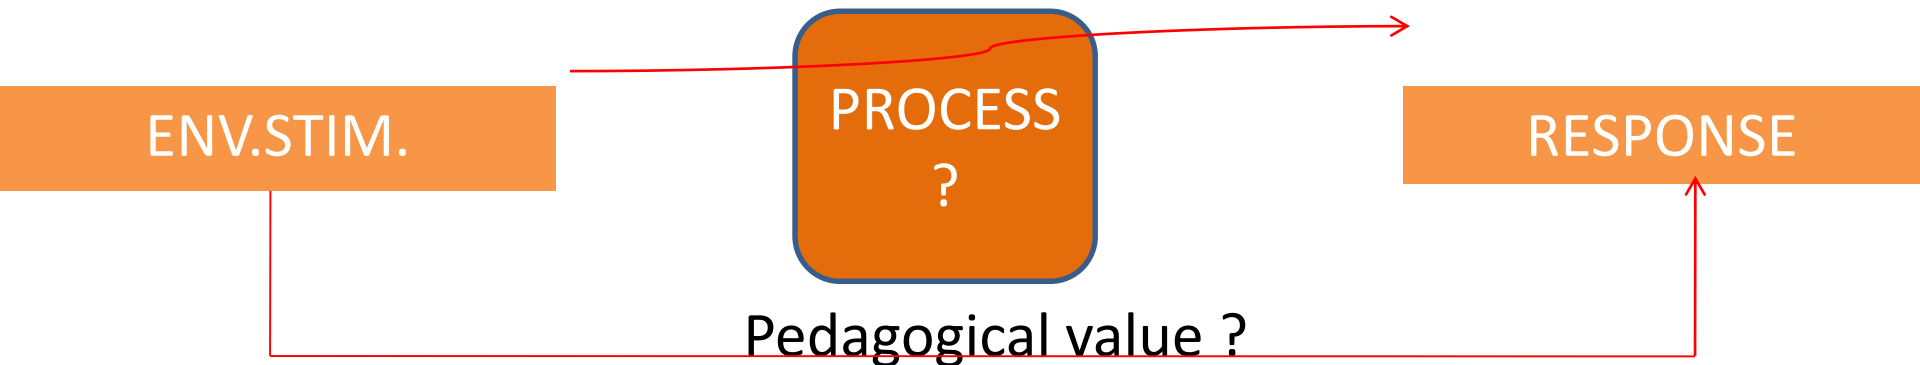 ENV.STIM.
PROCESS
?
RESPONSE
Pedagogical value ?